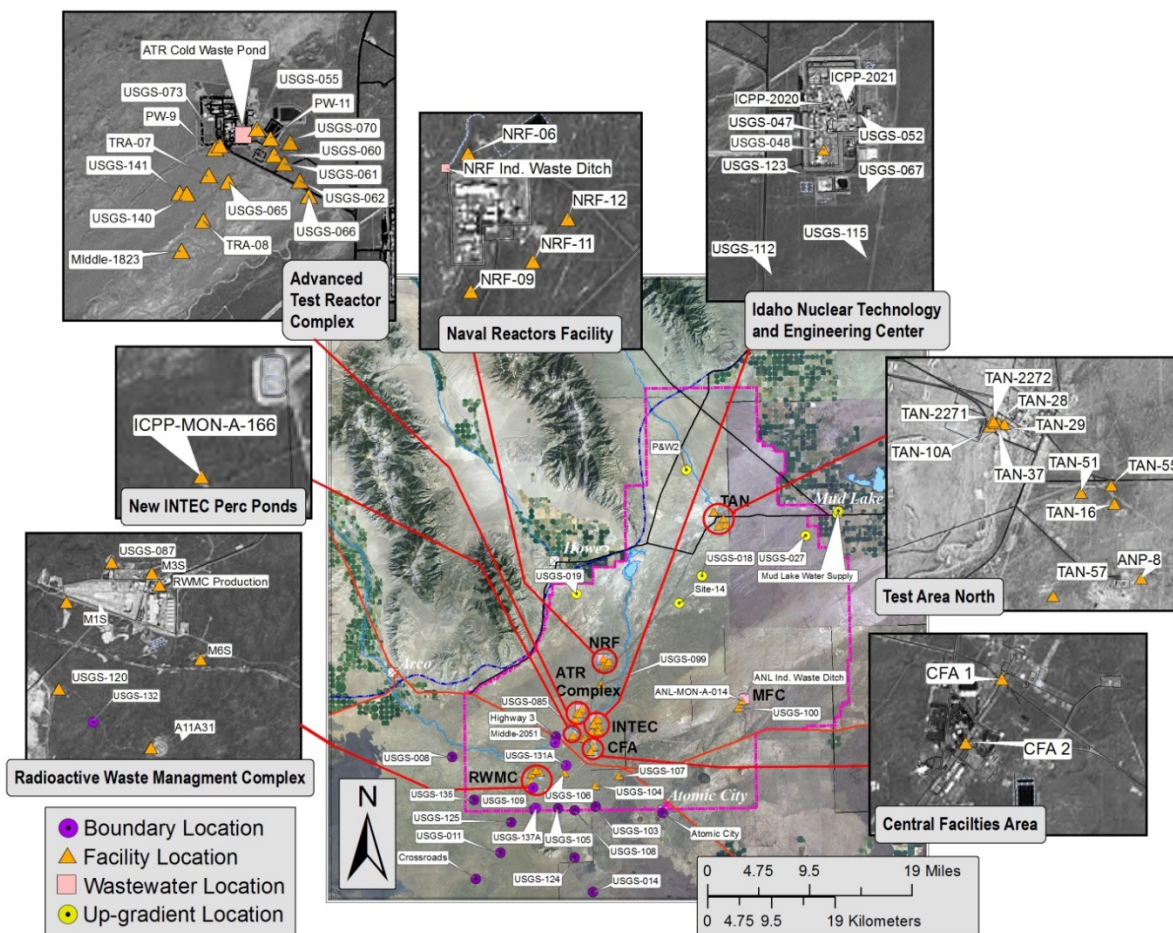 ATR Cold Waste Pond
USGS-055
USGS-073
PW-11
PW-9
USGS-070
TRA-07
USGS-060
USGS-141
USGS-061
USGS-062
USGS-140
USGS-065
USGS-066
TRA-08
MIddle-1823
Advanced
Test Reactor
Complex
NRF-06
NRF Ind. Waste Ditch
NRF-12
NRF-11
NRF-09
Naval Reactors Facility
ICPP-2021
ICPP-2020
USGS-047
USGS-052
USGS-048
USGS-123
USGS-067
USGS-115
USGS-112
Idaho Nuclear Technology
and Engineering Center
ICPP-MON-A-166
New INTEC Perc Ponds
TAN-2272
TAN-28
TAN-2271
TAN-29
TAN-10A
TAN-37
TAN-51
TAN-55
TAN-16
ANP-8
TAN-57
Test Area North
USGS-087
M3S
RWMC Production
M1S
M6S
USGS-120
USGS-132
A11A31
Radioactive Waste Managment Complex
CFA 1
CFA 2
Central Facilties Area
P&W2
TAN
Mud Lake
Howe
USGS-018
USGS-027
Mud Lake Water Supply
USGS-019
Site-14
NRF
USGS-099
Arco
ATR
Complex
ANL Ind. Waste Ditch
ANL-MON-A-014
MFC
USGS-085
USGS-100
Highway 3
INTEC
Middle-2051
CFA
USGS-008
USGS-131A
RWMC
USGS-107
USGS-135
USGS-109
USGS-106
USGS-104
Atomic City
USGS-125
USGS-137A
USGS-105
USGS-103
Atomic City
USGS-011
USGS-108
Crossroads
USGS-124
USGS-014
N
Boundary Location
Facility Location
Wastewater Location
Up-gradient Location
0 4.75 9.5 19 Miles
0 4.75 9.5 19 Kilometers